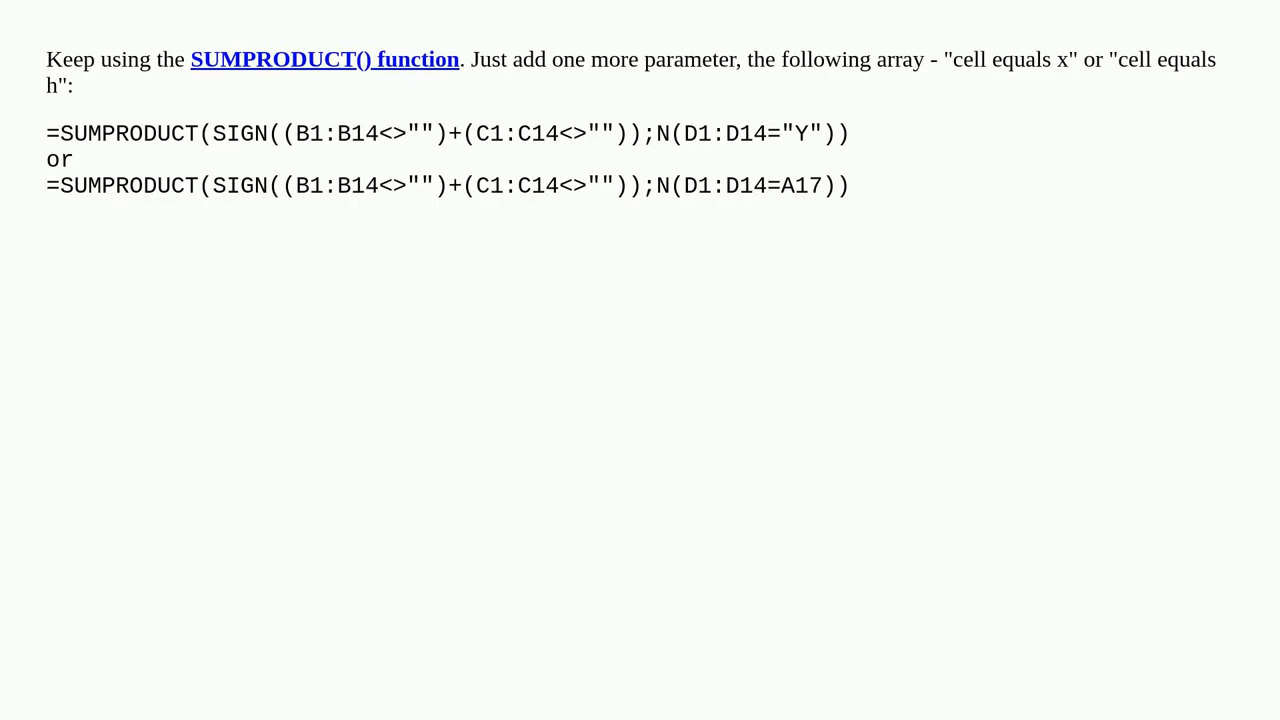 Keep using the SUMPRODUCT() function. Just add one more parameter, the following array - "cell equals x" or "cell equals
h":
=SUMPRODUCT(SIGN((B1:B14<>"")+(C1:C14<>""));N(D1:D14="Y"))
or
=SUMPRODUCT(SIGN((B1:B14<>"")+(C1:C14<>""));N(D1:D14=A17))